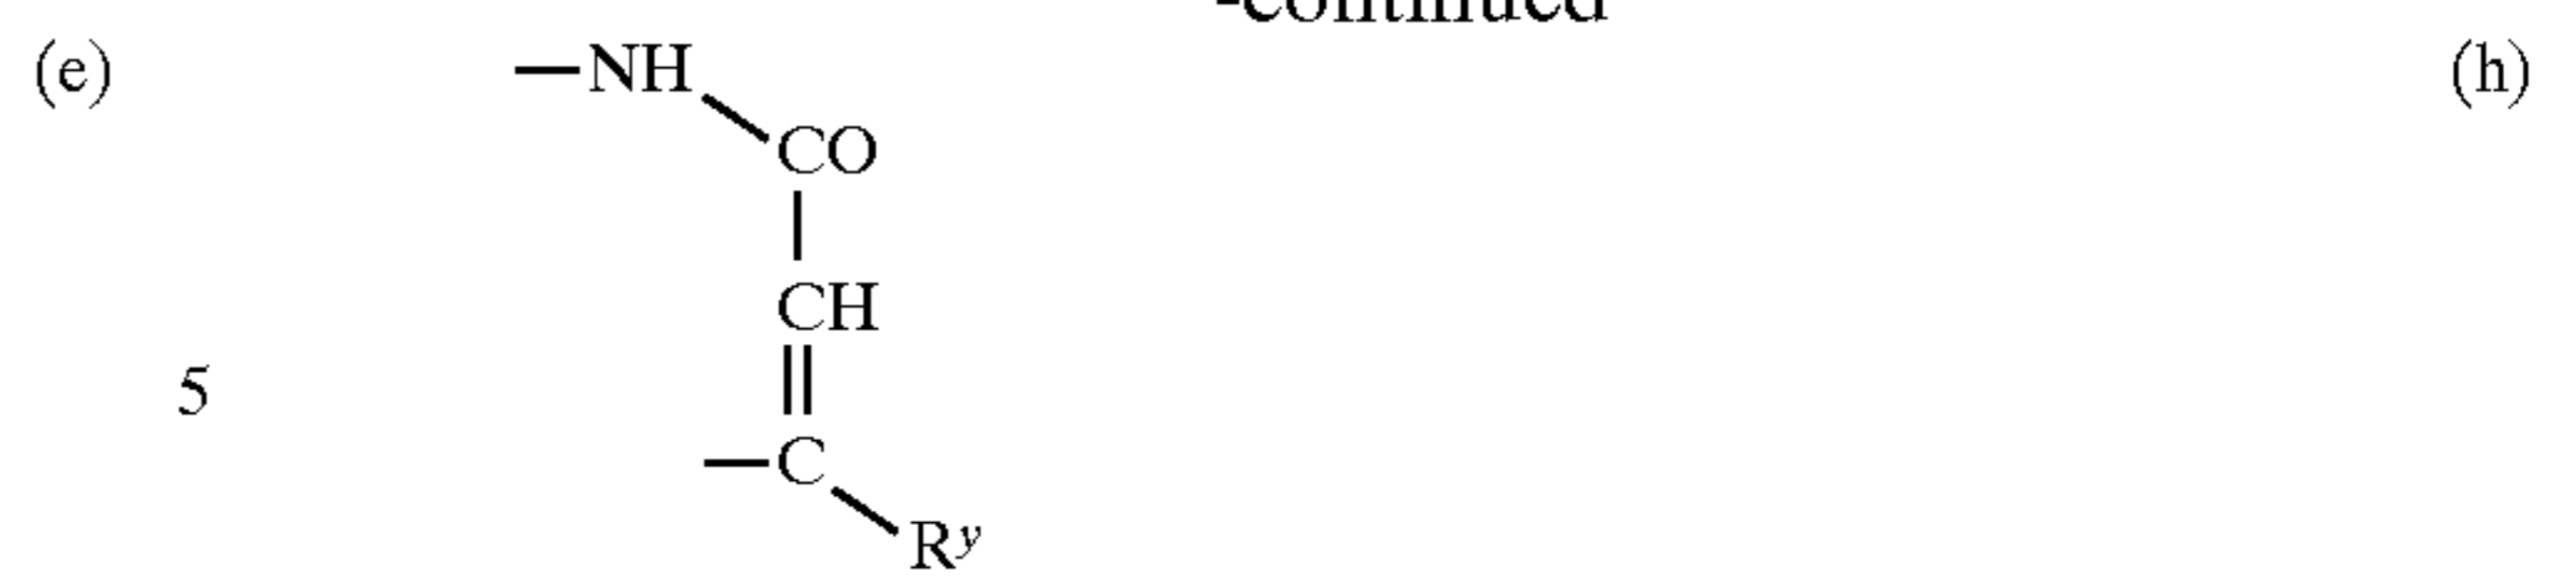 -continued
(e) —NH (h)
CO
CH
5
—C
Rʸ